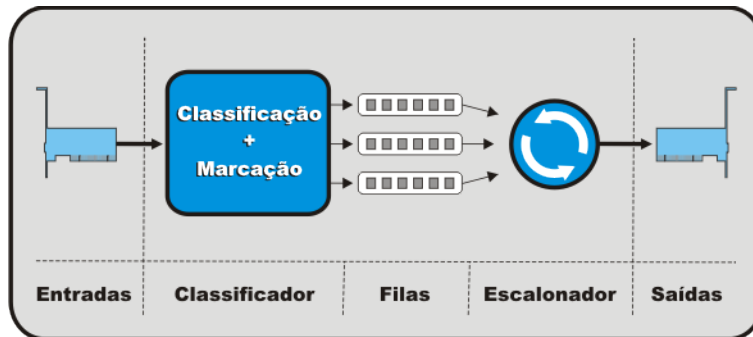 Classificação
+
Marcação
Entradas
Classificador
Filas
Escalonador
Saídas